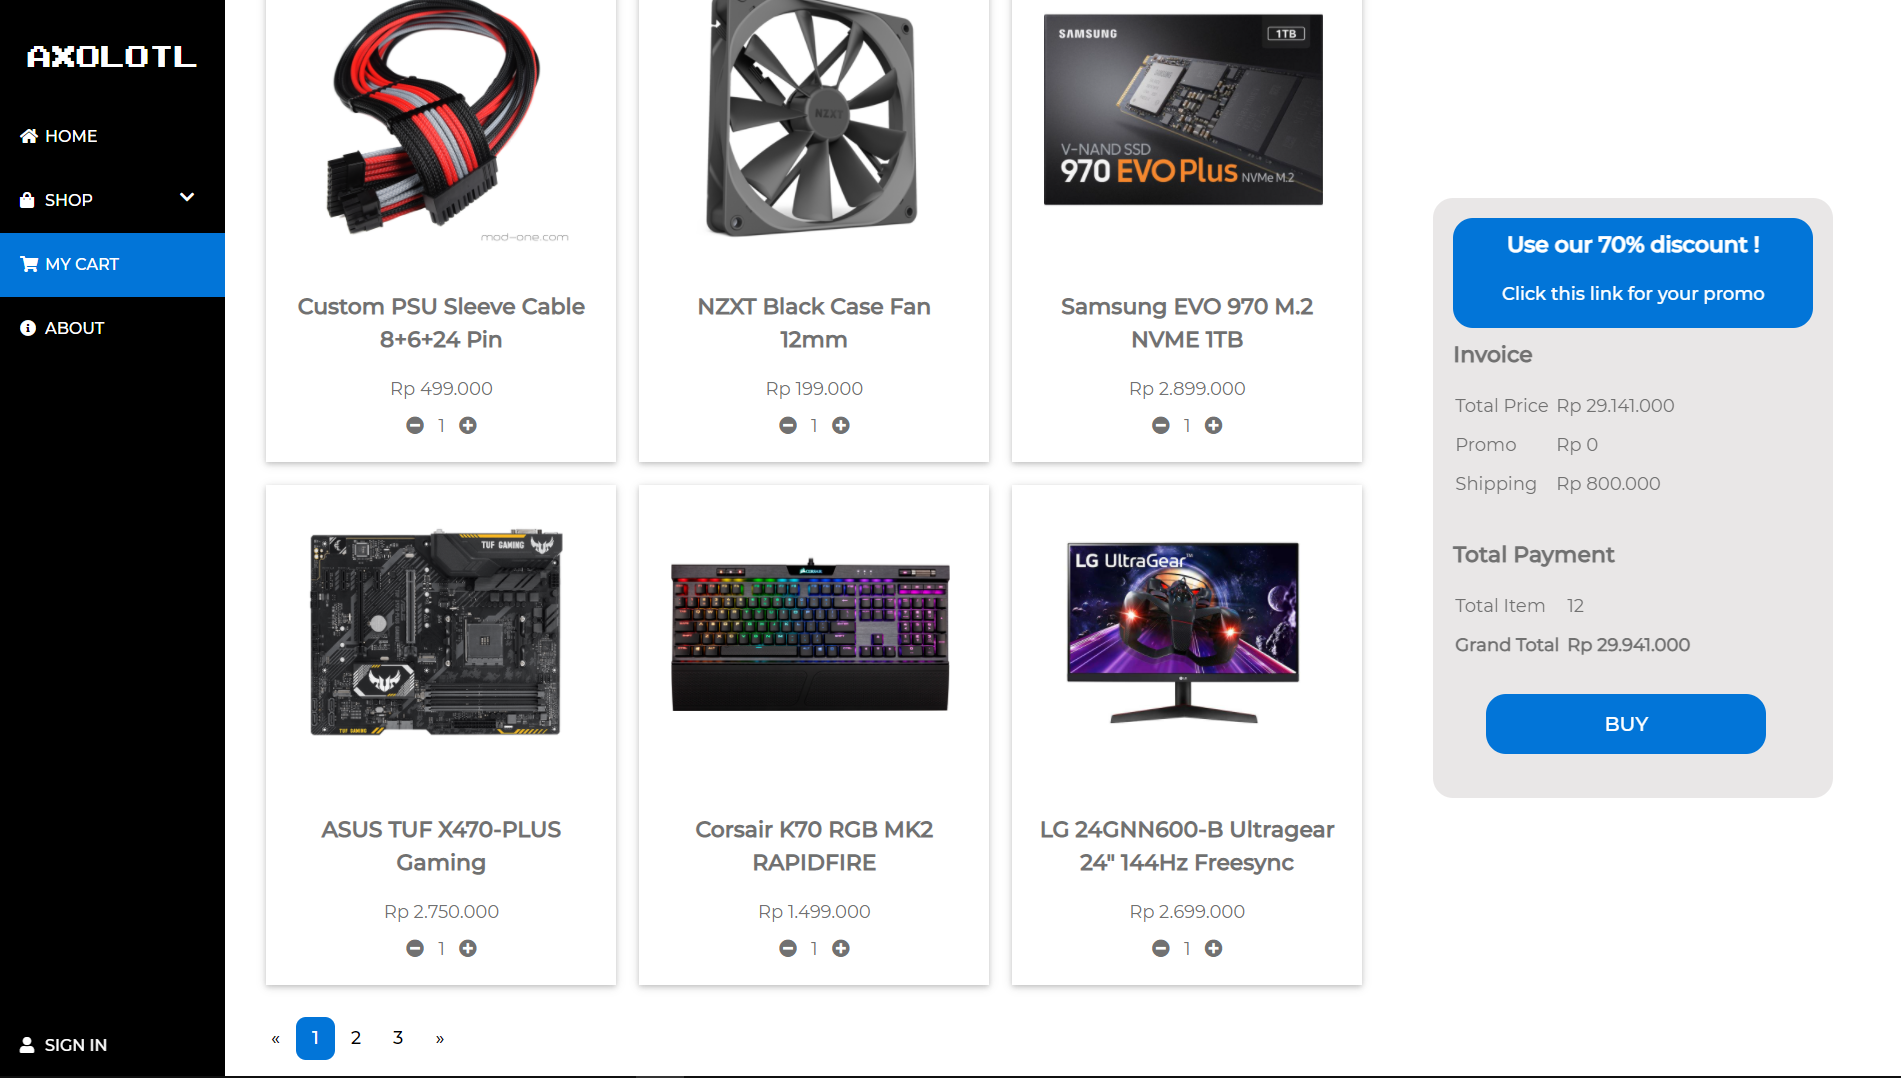 AXOLOTL
HOME
SHOP
MY CART
ABOUT
SIGN IN
mod-one.com
Custom PSU Sleeve Cable
8+6+24 Pin
Rp 499.000
1
NZXT
NZXT Black Case Fan
12mm
Rp 199.000
1
SAMSUNG
1TB
V-NAND SSD
970 EVO Plus NVMe M.2
Samsung EVO 970 M.2
NVME 1TB
Rp 2.899.000
1
TUF GAMING
TUF GAMING
ASUS TUF X470-PLUS
Gaming
Rp 2.750.000
1
Corsair K70 RGB MK2
RAPIDFIRE
Rp 1.499.000
1
LG UltraGear™
LG 24GNN600-B Ultragear
24" 144Hz Freesync
Rp 2.699.000
1
« 1 2 3 »
Use our 70% discount !
Click this link for your promo
Invoice
Total Price Rp 29.141.000
Promo Rp 0
Shipping Rp 800.000
Total Payment
Total Item 12
Grand Total Rp 29.941.000
BUY